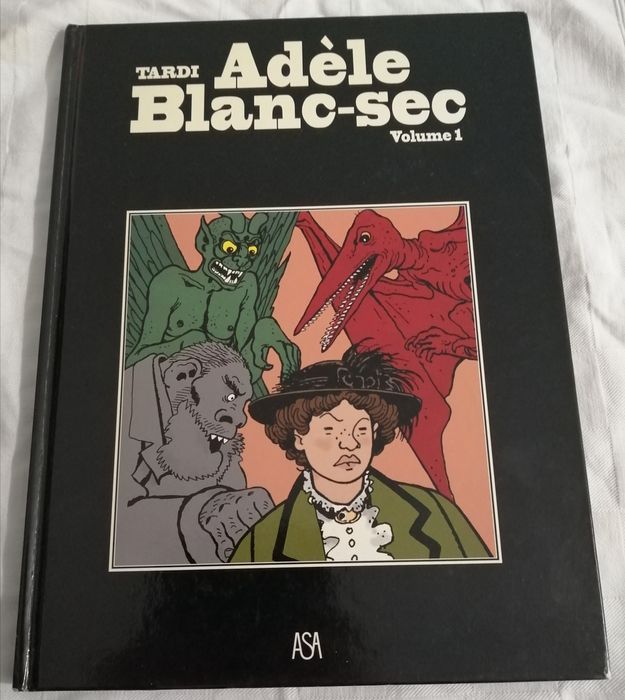 TARDI Adèle
Blanc-sec
Volume 1
ASA